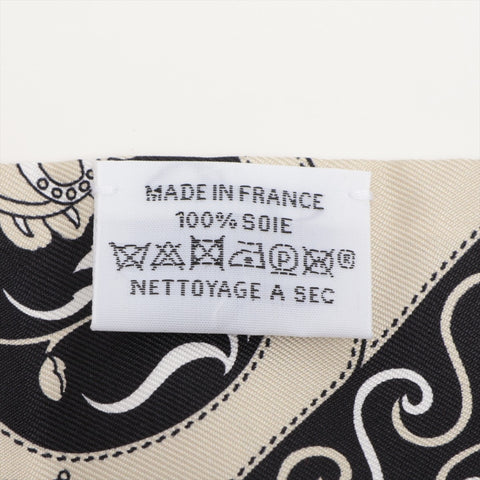 MADE IN FRANCE
100% SOIE
P ®
NETTOYAGE A SEC